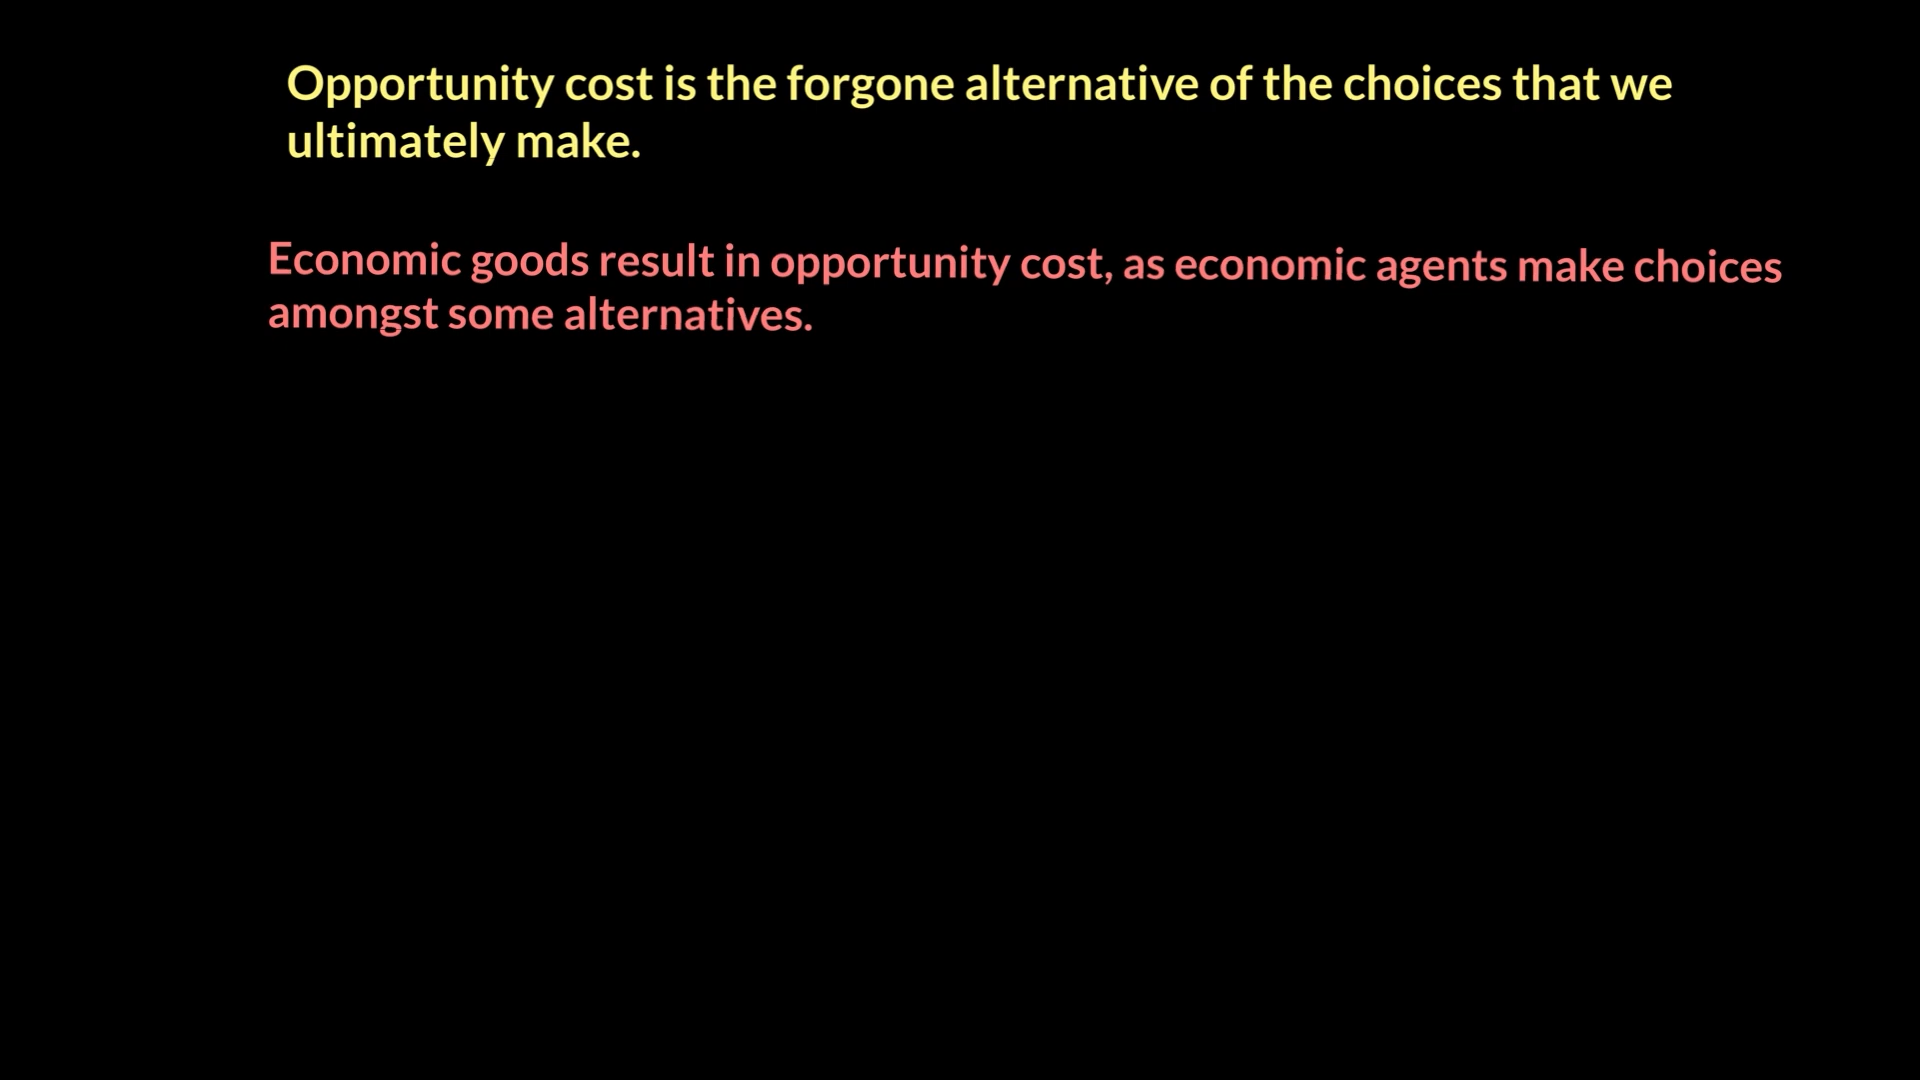 Opportunity cost is the forgone alternative of the choices that we
ultimately make.
Economic goods result in opportunity cost, as economic agents make choices
amongst some alternatives.